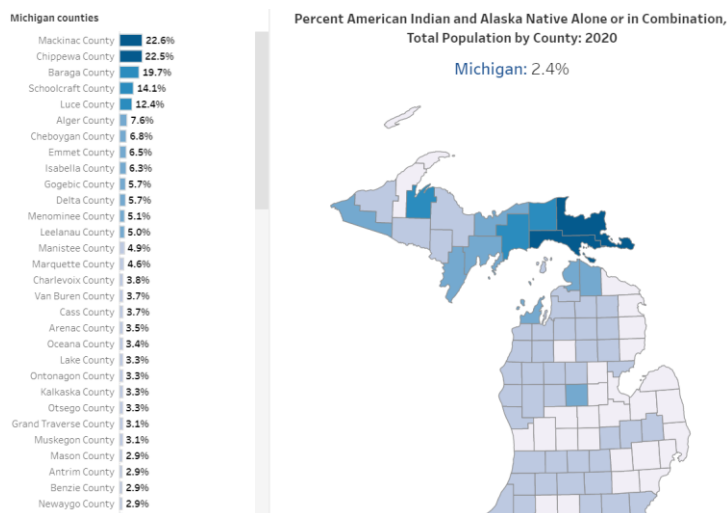 Michigan counties
Mackinac County 22.6%
Chippewa County 22.5%
Baraga County 19.7%
Schoolcraft County 14.1%
Luce County 12.4%
Alger County 7.6%
Cheboygan County 6.8%
Emmet County 6.5%
Isabella County 6.3%
Gogebic County 5.7%
Delta County 5.7%
Menominee County 5.1%
Leelanau County 5.0%
Manistee County 4.9%
Marquette County 4.6%
Charlevoix County 3.8%
Van Buren County 3.7%
Cass County 3.7%
Arenac County 3.5%
Oceana County 3.4%
Lake County 3.3%
Ontonagon County 3.3%
Kalkaska County 3.3%
Otsego County 3.3%
Grand Traverse County 3.1%
Muskegon County 3.1%
Mason County 2.9%
Antrim County 2.9%
Benzie County 2.9%
Newaygo County 2.9%
Percent American Indian and Alaska Native Alone or in Combination,
Total Population by County: 2020
Michigan: 2.4%